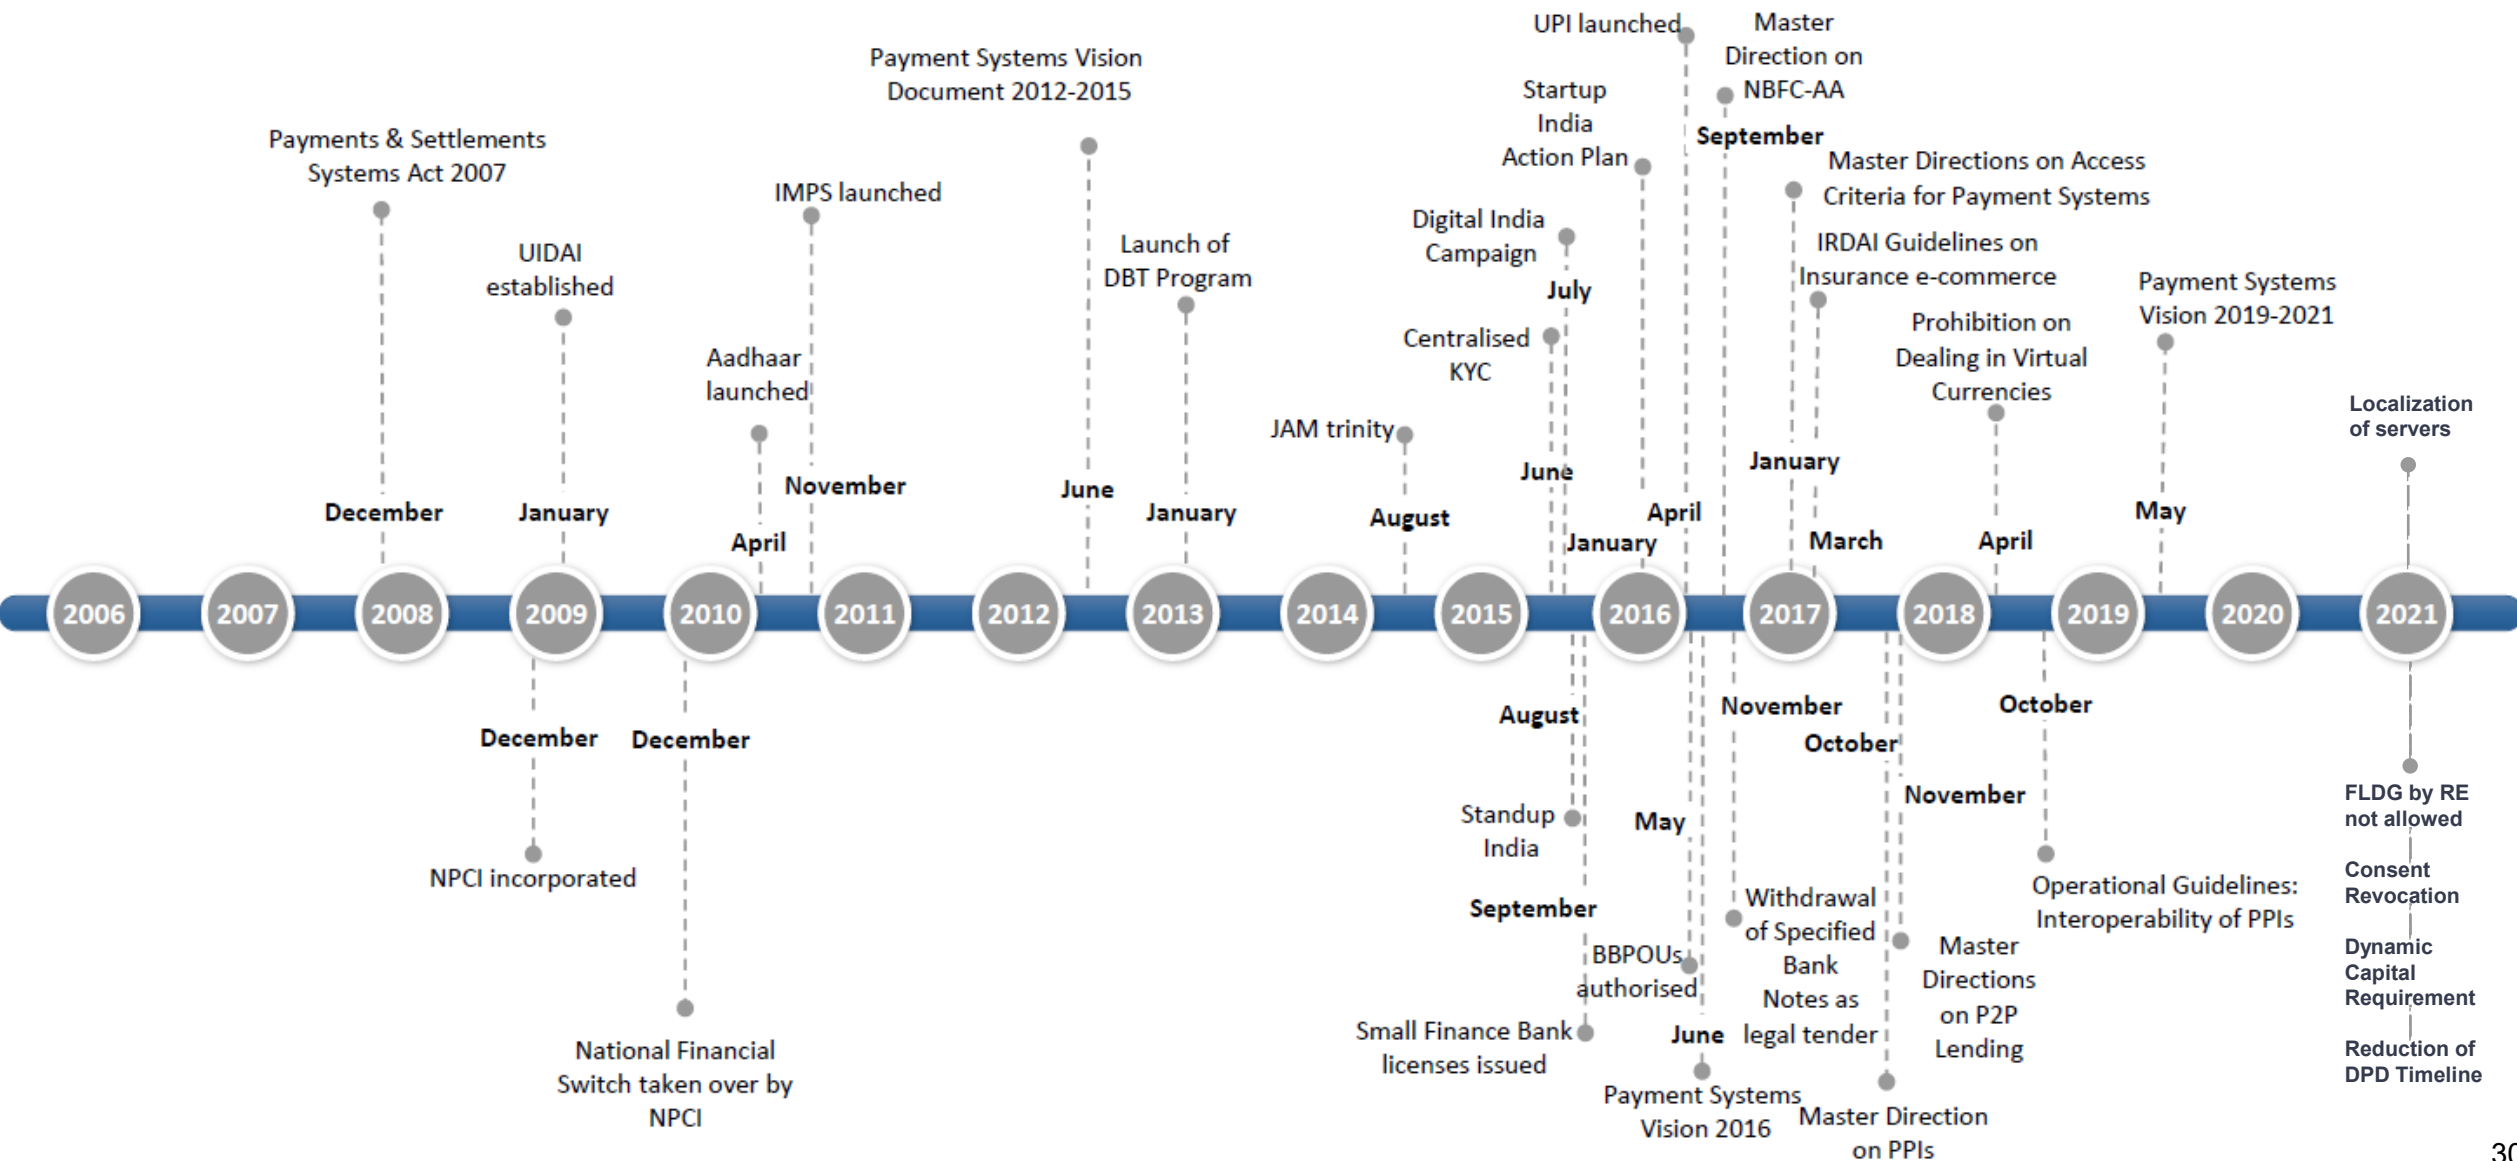 UPI launched
Master
Direction on
NBFC-AA
September
Payment Systems Vision
Document 2012-2015
Startup
India
Action Plan
Payments & Settlements
Systems Act 2007
Master Directions on Access
Criteria for Payment Systems
IMPS launched
Digital India
Campaign
July
UIDAI
established
Launch of
DBT Program
IRDAI Guidelines on
Insurance e-commerce
Payment Systems
Vision 2019-2021
Centralised
KYC
Prohibition on
Dealing in Virtual
Currencies
Aadhaar
launched
JAM trinity
Localization
of servers
December
January
April
November
June
January
August
June
January
April
January
March
April
May
2006
2007
2008
2009
2010
2011
2012
2013
2014
2015
2016
2017
2018
2019
2020
2021
December
December
August
November
October
October
NPCI incorporated
Standup
India
May
November
September
National Financial
Switch taken over by
NPCI
BBPOUs
authorised
Small Finance Bank
licenses issued
June
Payment Systems
Vision 2016
Withdrawal
of Specified
Bank
Notes as
legal tender
Master Direction
on PPIs
Master
Directions
on P2P
Lending
Operational Guidelines:
Interoperability of PPIs
FLDG by RE
not allowed
Consent
Revocation
Dynamic
Capital
Requirement
Reduction of
DPD Timeline
30